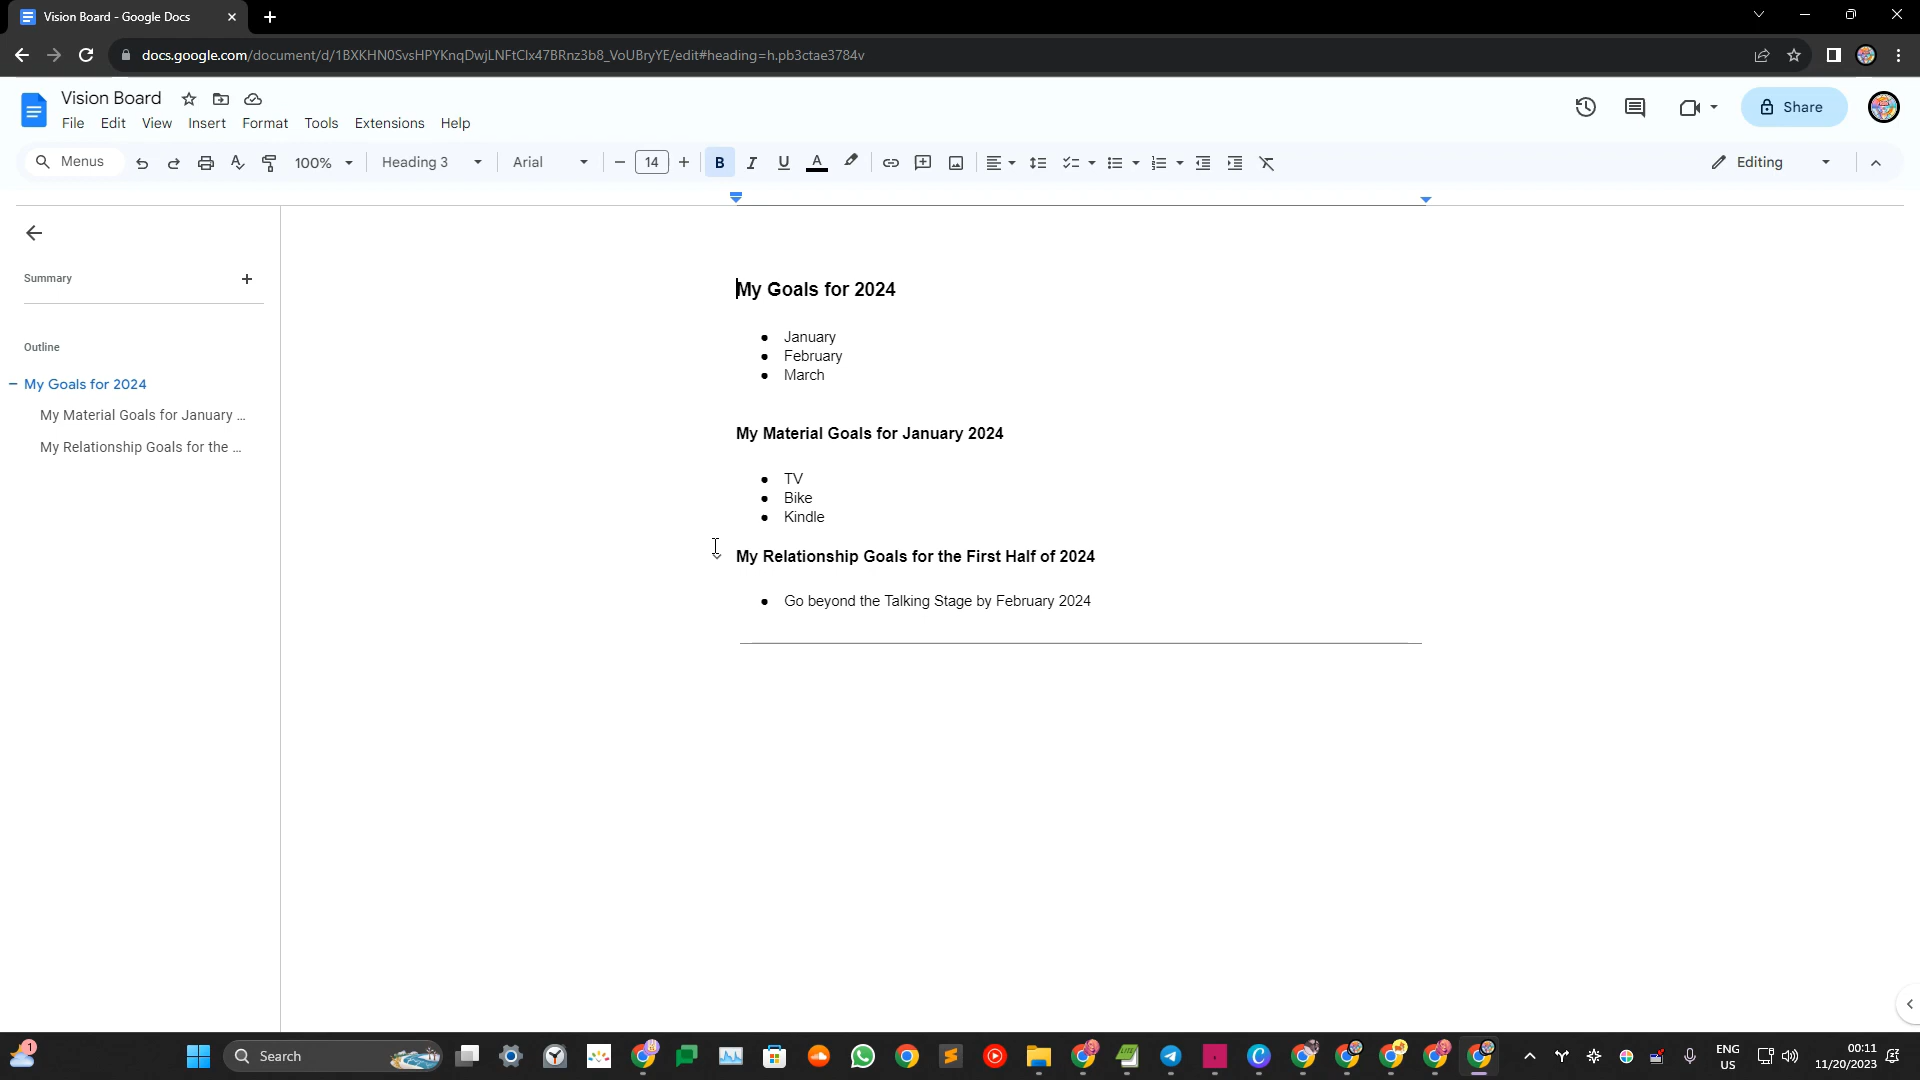 Vision Board - Google Docs
docs.google.com/document/d/1BXKHN0SvsHPYKnqDwjLNFtClx47BRnz3b8_VoUBryYE/edit#heading=h.pb3ctae3784v
Vision Board
File Edit View Insert Format Tools Extensions Help
Share
Menus 100% Heading 3 Arial 14 B I U A Editing
Summary
Outline
My Goals for 2024
My Material Goals for January ...
My Relationship Goals for the ...
My Goals for 2024
January
February
March
My Material Goals for January 2024
TV
Bike
Kindle
My Relationship Goals for the First Half of 2024
Go beyond the Talking Stage by February 2024
1
Search
ENG
US
00:11
11/20/2023